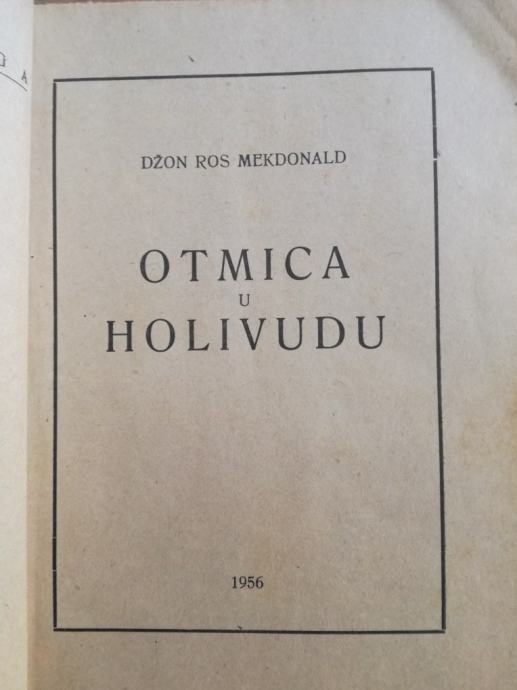 DŽON ROS MEKDONALD
OTMICA
U
HOLIVUDU
1956